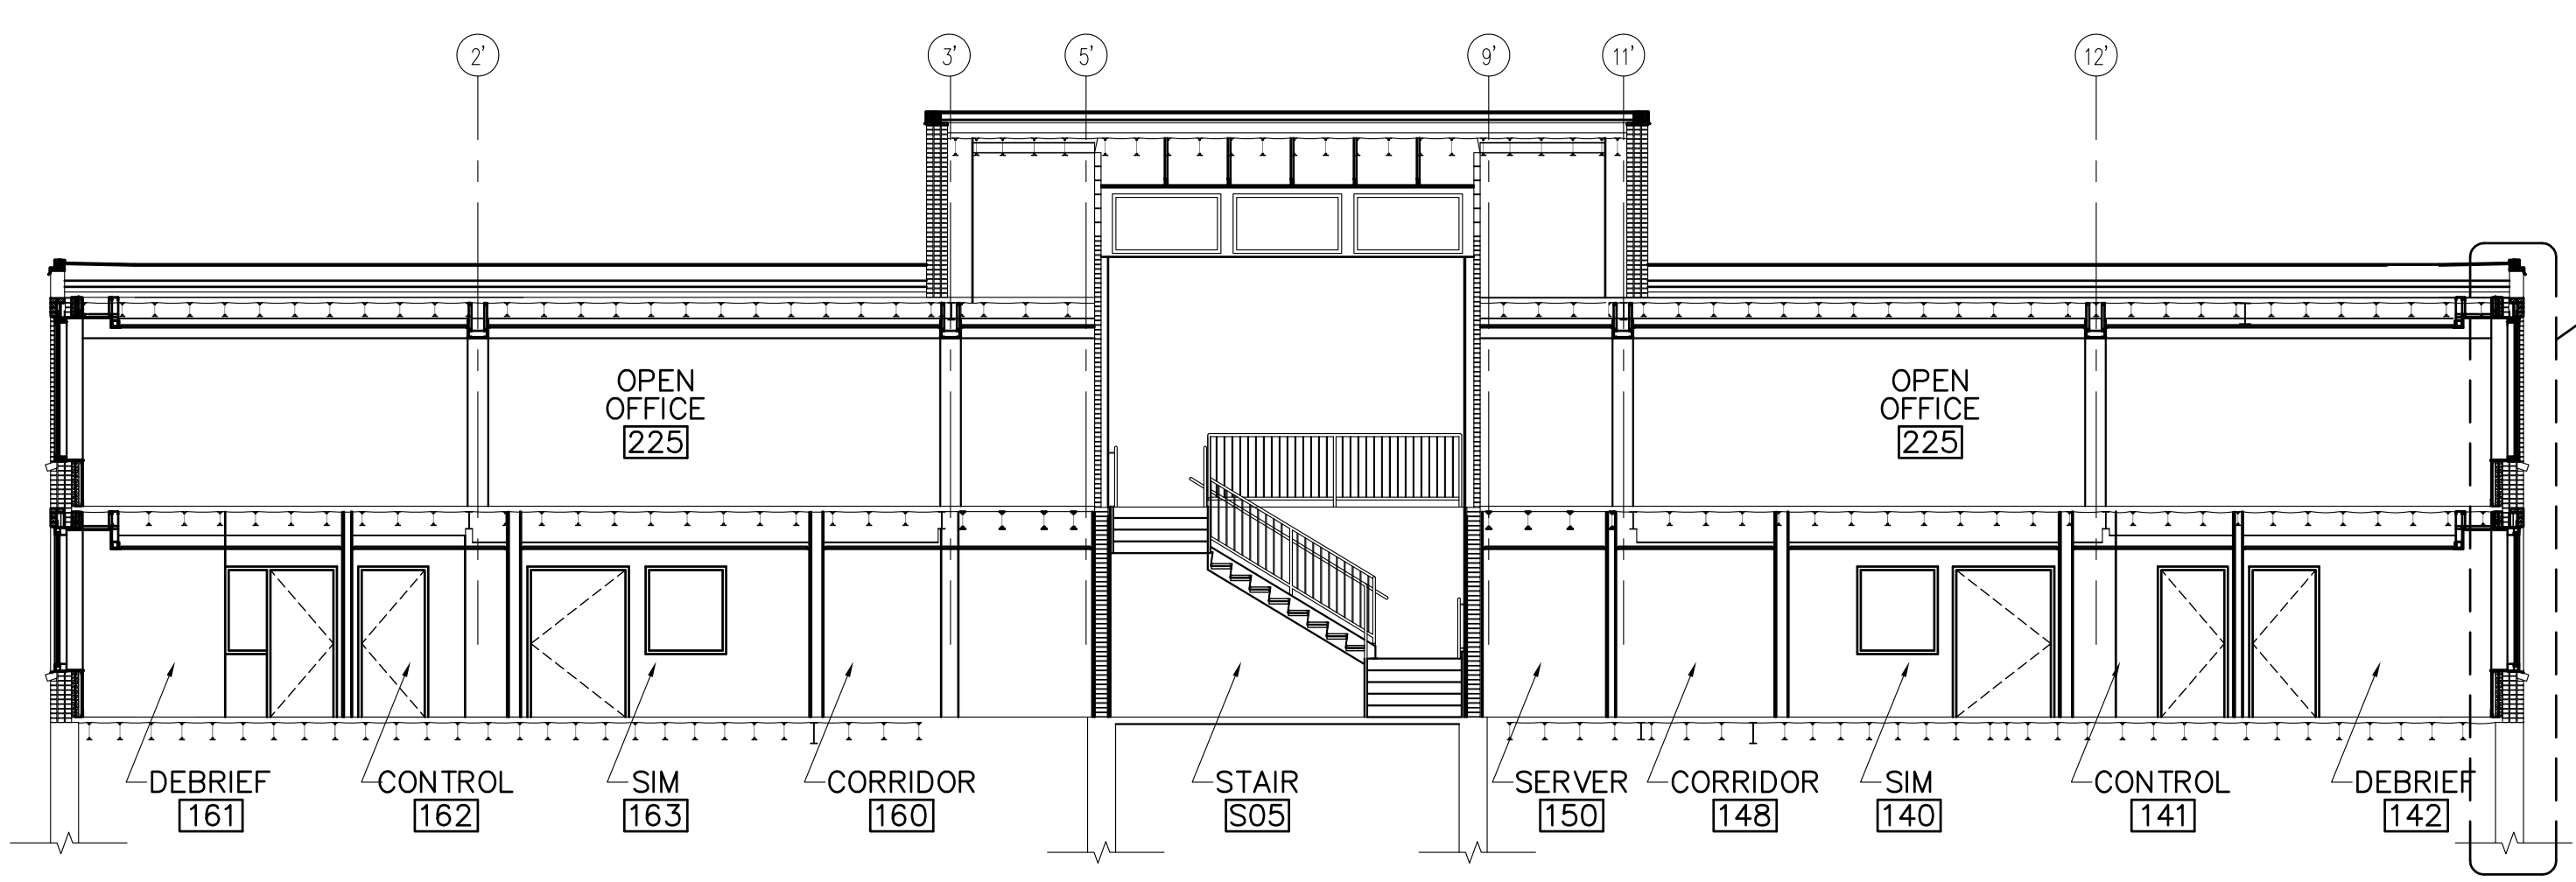 2' 3' 5' 9' 11' 12'
OPEN
OFFICE
225
OPEN
OFFICE
225
DEBRIEF
161
CONTROL
162
SIM
163
CORRIDOR
160
STAIR
S05
SERVER
150
CORRIDOR
148
SIM
140
CONTROL
141
DEBRIEF
142